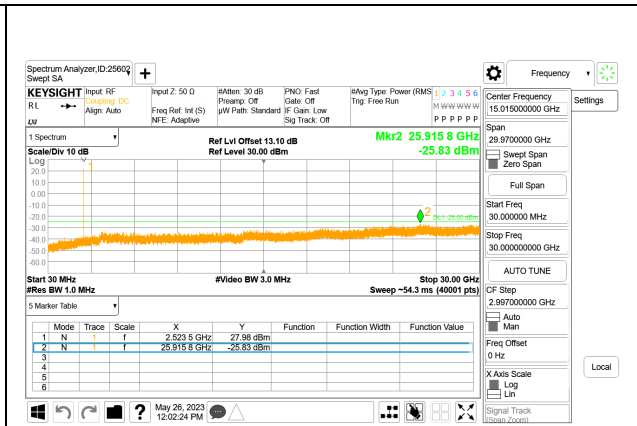 Spectrum Analyzer,ID:25602
Swept SA
+
Frequency
KEYSIGHT Input: RF Input Z: 50 Ω #Atten: 30 dB PNO: Fast #Avg Type: Power (RMS 1 2 3 4 5 6
RL Coupling: DC Preamp: Off Gate: Off Trig: Free Run M W W W W W
Align: Auto Freq Ref: Int (S) µW Path: Standard IF Gain: Low P P P P P P
LXI NFE: Adaptive Sig Track: Off
1 Spectrum
Scale/Div 10 dB
Ref Lvl Offset 13.10 dB
Ref Level 30.00 dBm
Mkr2 25.915 8 GHz
-25.83 dBm
Log
20.0
10.0
0.00
-10.0
-20.0
-30.0
-40.0
-50.0
-60.0
2
DL1 -25.00 dBm
Start 30 MHz #Video BW 3.0 MHz Stop 30.00 GHz
#Res BW 1.0 MHz Sweep ~54.3 ms (40001 pts)
5 Marker Table
Mode Trace Scale X Y Function Function Width Function Value
1 N 1 f 2.523 5 GHz 27.98 dBm
2 N 1 f 25.915 8 GHz -25.83 dBm
3
4
5
6
May 26, 2023
12:02:24 PM
?
Center Frequency
15.015000000 GHz
Settings
Span
29.9700000 GHz
Swept Span
Zero Span
Full Span
Start Freq
30.000000 MHz
Stop Freq
30.000000000 GHz
AUTO TUNE
CF Step
2.997000000 GHz
Auto
Man
Freq Offset
0 Hz
X Axis Scale
Log
Lin
Local
Signal Track
(Span Zoom)